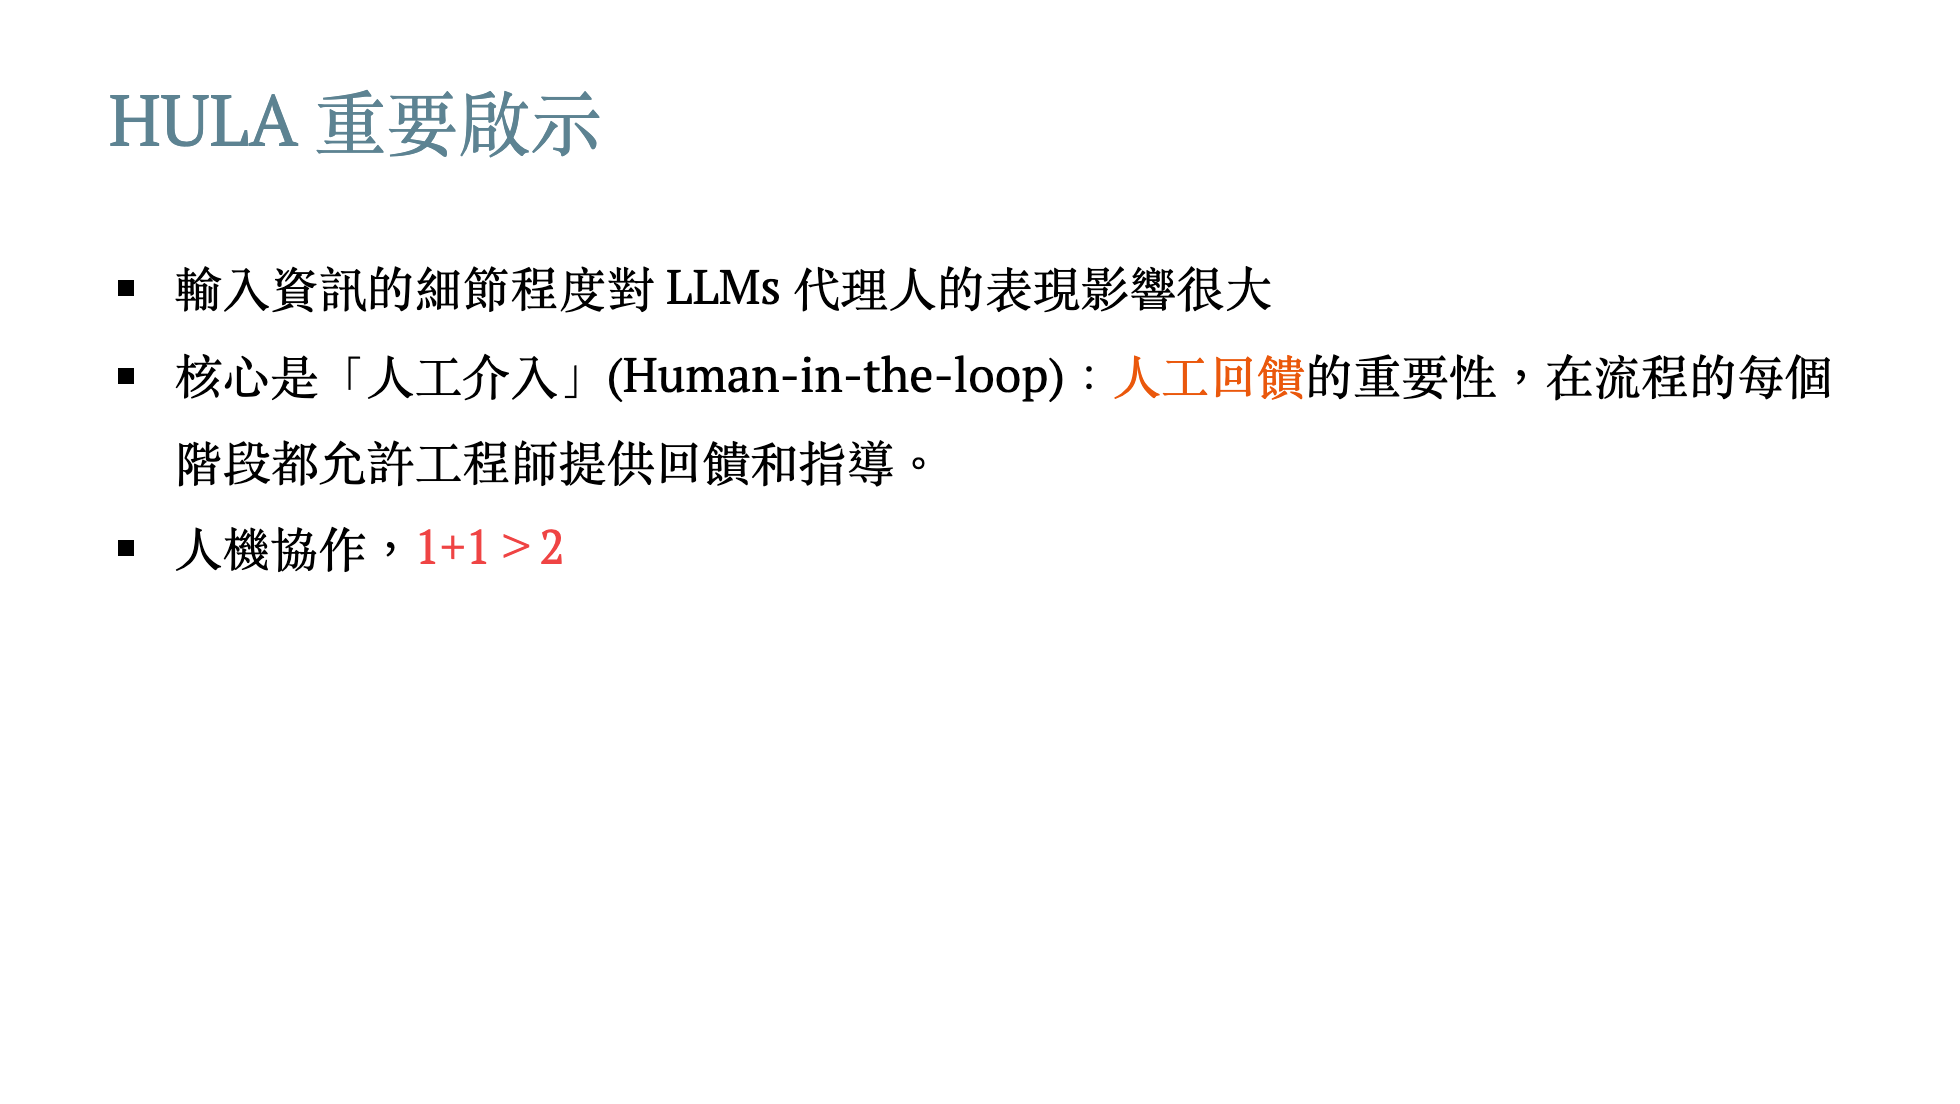 HULA 重要啟示
▪ 輸入資訊的細節程度對 LLMs 代理人的表現影響很大
▪ 核心是「人工介入」(Human-in-the-loop)：人工回饋的重要性，在流程的每個
階段都允許工程師提供回饋和指導。
▪ 人機協作，1+1 > 2